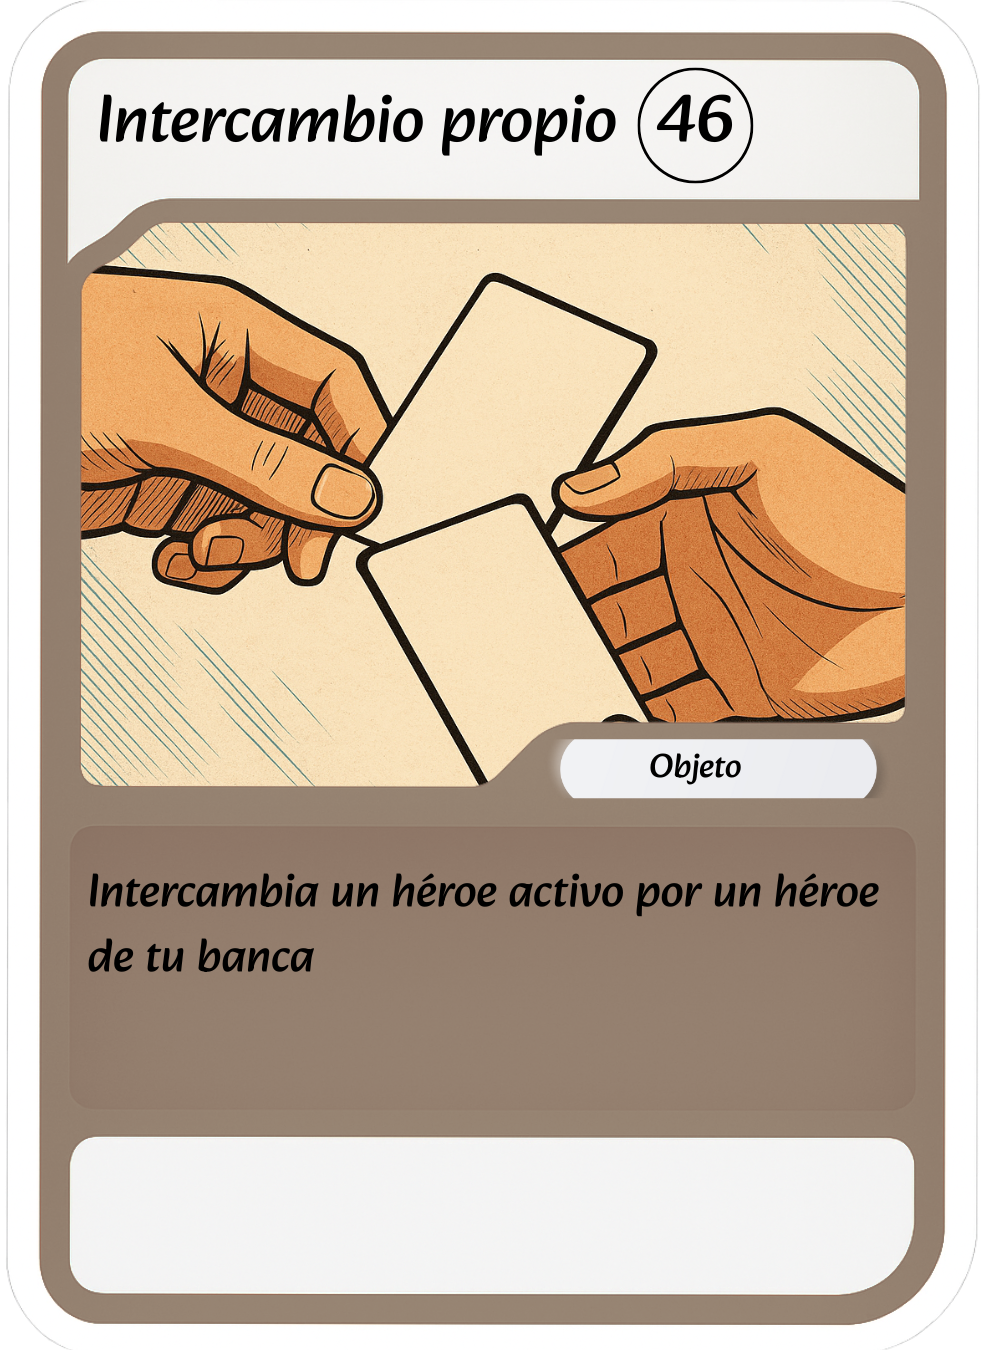 Intercambio propio 46
Objeto
Intercambia un héroe activo por un héroe
de tu banca